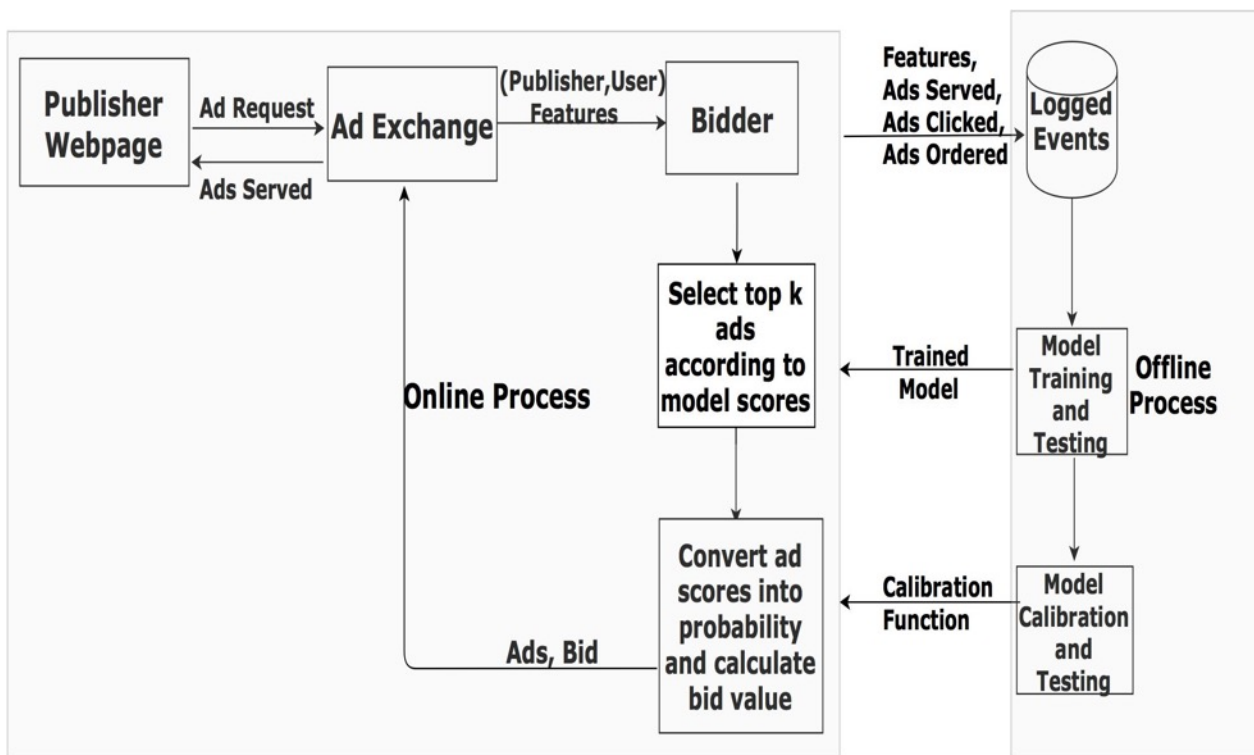 Publisher
Webpage
Ad Request
Ads Served
Ad Exchange
(Publisher,User)
Features
Bidder
Features,
Ads Served,
Ads Clicked,
Ads Ordered
Logged
Events
Select top k
ads
according to
model scores
Trained
Model
Model
Training
and
Testing
Offline
Process
Online Process
Convert ad
scores into
probability
and calculate
bid value
Ads, Bid
Calibration
Function
Model
Calibration
and
Testing